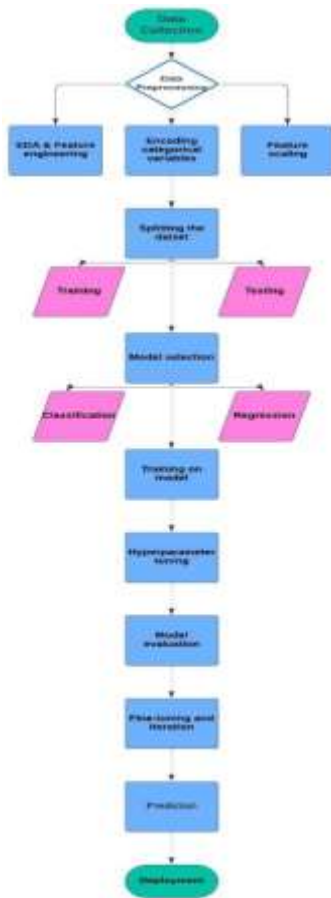 Data
Collection
Data
Preprocessing
EDA & Feature
engineering
Encoding
categorical
variables
Feature
scaling
Splitting the
datset
Training
Testing
Model selection
Classification
Regression
Training on
model
Hyperparameter
tuning
Model
evaluation
Fine-tuning and
iteration
Prediction
Deployment